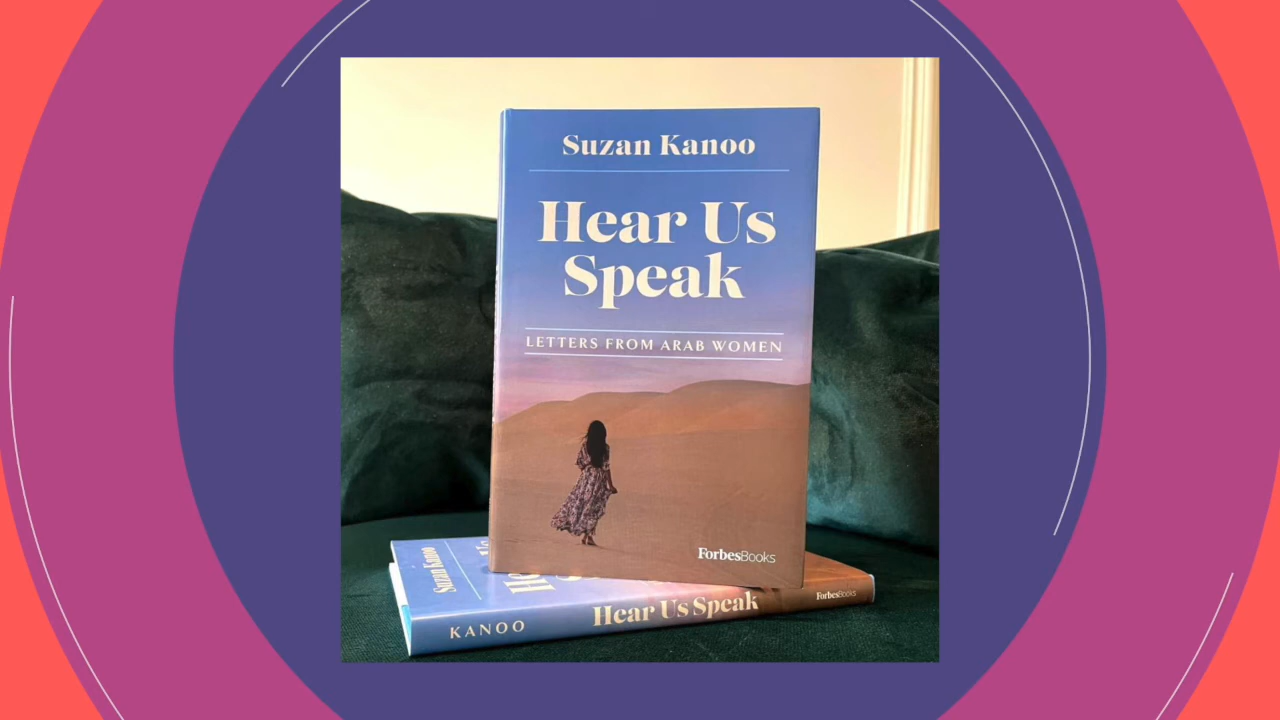 Suzan Kanoo
Hear Us
Speak
LETTERS FROM ARAB WOMEN
ForbesBooks
Suzan Kanoo
KANOO
Hear Us Speak
ForbesBooks